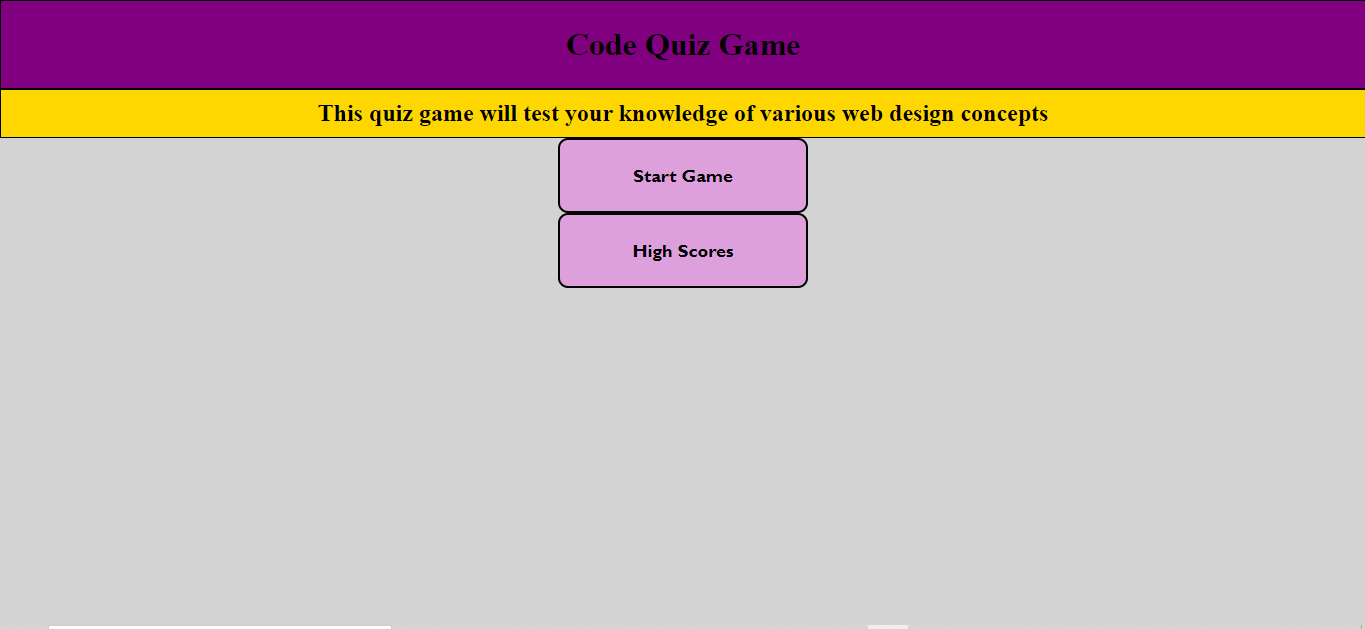 Code Quiz Game
This quiz game will test your knowledge of various web design concepts
Start Game
High Scores